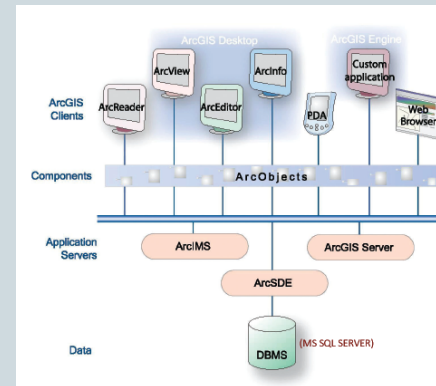 ArcGIS Desktop
ArcGIS Engine
ArcView
ArcInfo
Custom
application
ArcGIS
Clients
ArcReader
ArcEditor
PDA
Web
Browser
Components
ArcObjects
Application
Servers
ArcIMS
ArcGIS Server
ArcSDE
Data
DBMS
(MS SQL SERVER)